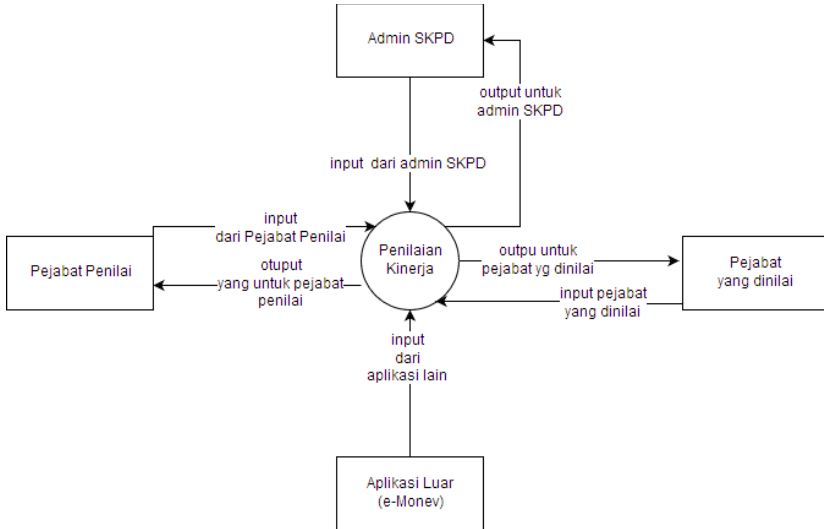 Admin SKPD
output untuk
admin SKPD
input dari admin SKPD
input
dari Pejabat Penilai
Penilaian
Kinerja
outpu untuk
pejabat yg dinilai
Pejabat
yang dinilai
Pejabat Penilai
otuput
yang untuk pejabat
penilai
input pejabat
yang dinilai
input
dari
aplikasi lain
Aplikasi Luar
(e-Monev)